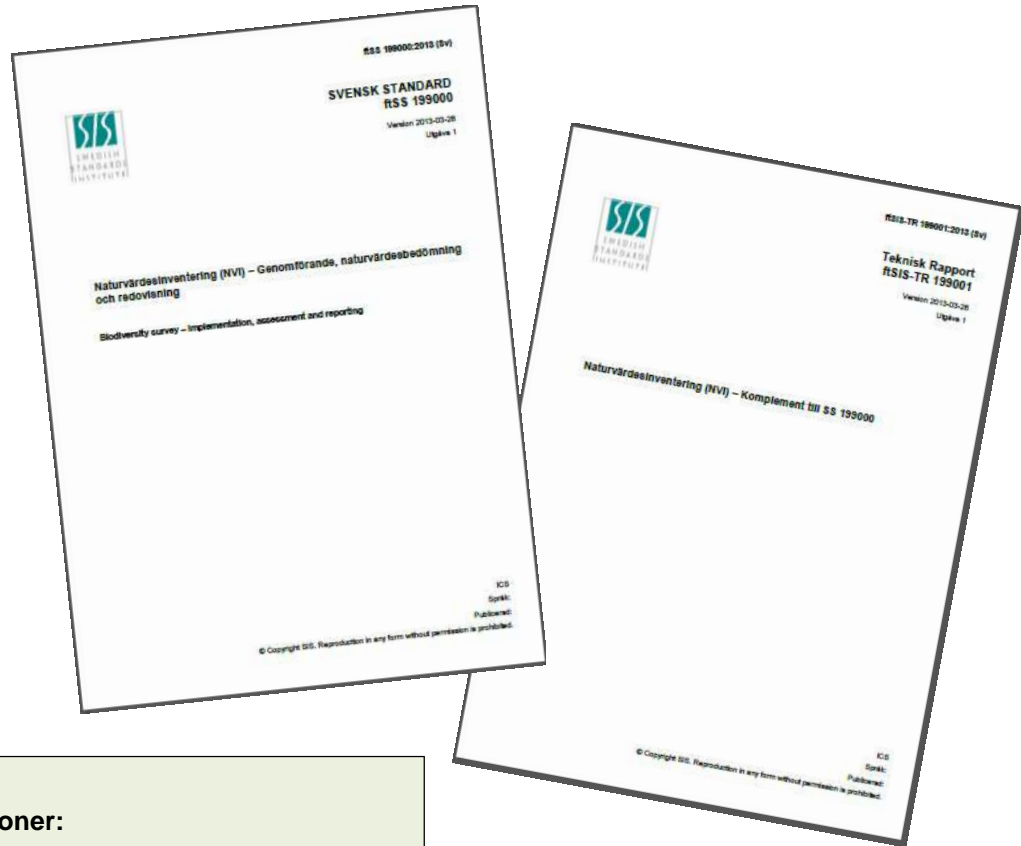 ftSS 199000:2013 (Sv)
SVENSK STANDARD
ftSS 199000
Version 2013-03-28
Utgåva 1
SIS
SWEDISH
STANDARDS
INSTITUTE
Naturvärdesinventering (NVI) – Genomförande, naturvärdesbedömning
och redovisning
Biodiversity survey – Implementation, assessment and reporting
ICS
Språk:
Publicerad:
© Copyright SIS. Reproduction in any form without permission is prohibited.
ftSIS-TR 199001:2013 (Sv)
Teknisk Rapport
ftSIS-TR 199001
Version 2013-03-28
Utgåva 1
SIS
SWEDISH
STANDARDS
INSTITUTE
Naturvärdesinventering (NVI) – Komplement till SS 199000
ICS
Språk:
Publicerad:
© Copyright SIS. Reproduction in any form without permission is prohibited.
oner: